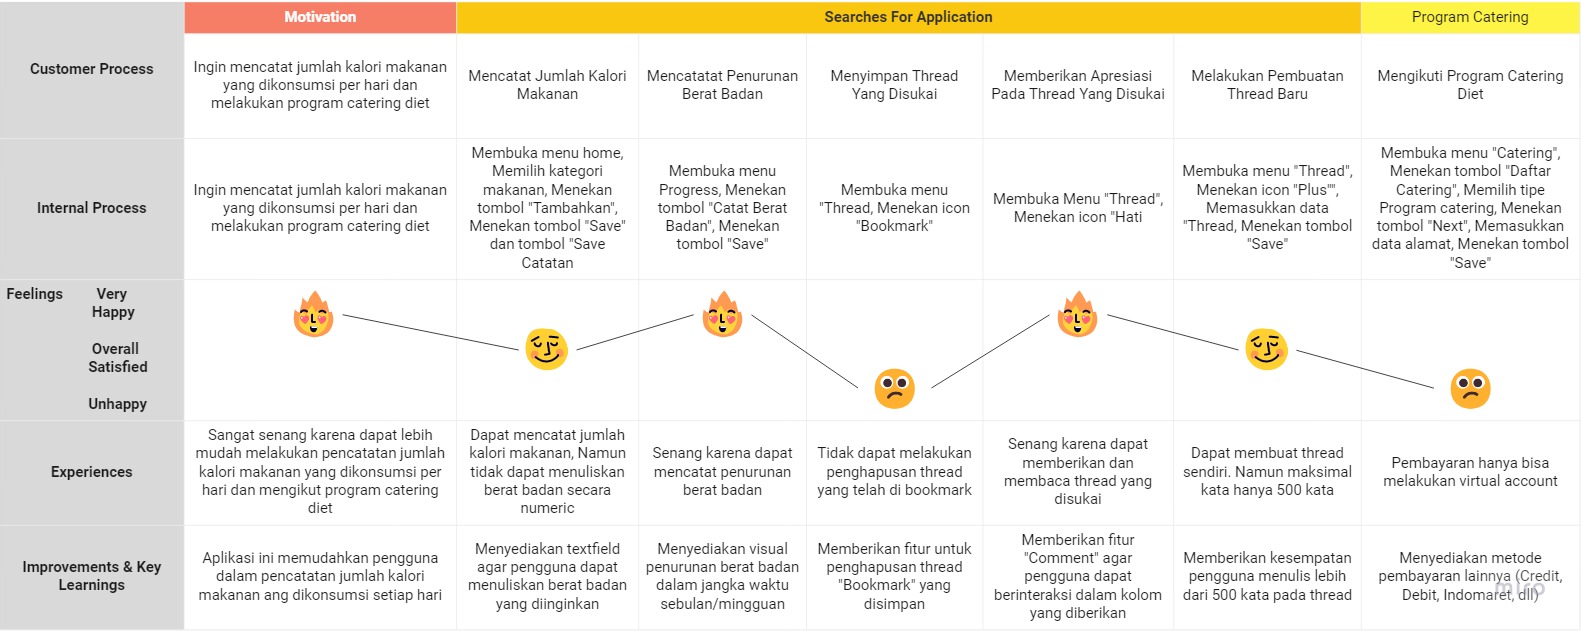 Motivation
Searches For Application
Program Catering
Customer Process
Ingin mencatat jumlah kalori makanan
yang dikonsumsi per hari dan
melakukan program catering diet
Mencatat Jumlah Kalori
Makanan
Mencatatat Penurunan
Berat Badan
Menyimpan Thread
Yang Disukai
Memberikan Apresiasi
Pada Thread Yang Disukai
Melakukan Pembuatan
Thread Baru
Mengikuti Program Catering
Diet
Internal Process
Ingin mencatat jumlah kalori makanan
yang dikonsumsi per hari dan
melakukan program catering diet
Membuka menu home,
Memilih kategori
makanan, Menekan
tombol "Tambahkan",
Menekan tombol "Save"
dan tombol "Save
Catatan
Membuka menu
Progress, Menekan
tombol "Catat Berat
Badan", Menekan
tombol "Save"
Membuka menu
"Thread, Menekan icon
"Bookmark"
Membuka Menu "Thread",
Menekan icon "Hati
Membuka menu "Thread",
Menekan icon "Plus"",
Memasukkan data
"Thread, Menekan tombol
"Save"
Membuka menu "Catering",
Menekan tombol "Daftar
Catering", Memilih tipe
Program catering, Menekan
tombol "Next", Memasukkan
data alamat, Menekan tombol
"Save"
Feelings
Very
Happy
Overall
Satisfied
Unhappy
Experiences
Sangat senang karena dapat lebih
mudah melakukan pencatatan jumlah
kalori makanan yang dikonsumsi per
hari dan mengikut program catering
diet
Dapat mencatat jumlah
kalori makanan, Namun
tidak dapat menuliskan
berat badan secara
numeric
Senang karena dapat
mencatat penurunan
berat badan
Tidak dapat melakukan
penghapusan thread
yang telah di bookmark
Senang karena dapat
memberikan dan
membaca thread yang
disukai
Dapat membuat thread
sendiri. Namun maksimal
kata hanya 500 kata
Pembayaran hanya bisa
melakukan virtual account
Improvements & Key
Learnings
Aplikasi ini memudahkan pengguna
dalam pencatatan jumlah kalori
makanan ang dikonsumsi setiap hari
Menyediakan textfield
agar pengguna dapat
menuliskan berat badan
yang diinginkan
Menyediakan visual
penurunan berat badan
dalam jangka waktu
sebulan/mingguan
Memberikan fitur untuk
penghapusan thread
"Bookmark" yang
disimpan
Memberikan fitur
"Comment" agar
pengguna dapat
berinteraksi dalam kolom
yang diberikan
Memberikan kesempatan
pengguna menulis lebih
dari 500 kata pada thread
Menyediakan metode
pembayaran lainnya (Credit,
Debit, Indomaret, dll)
miro